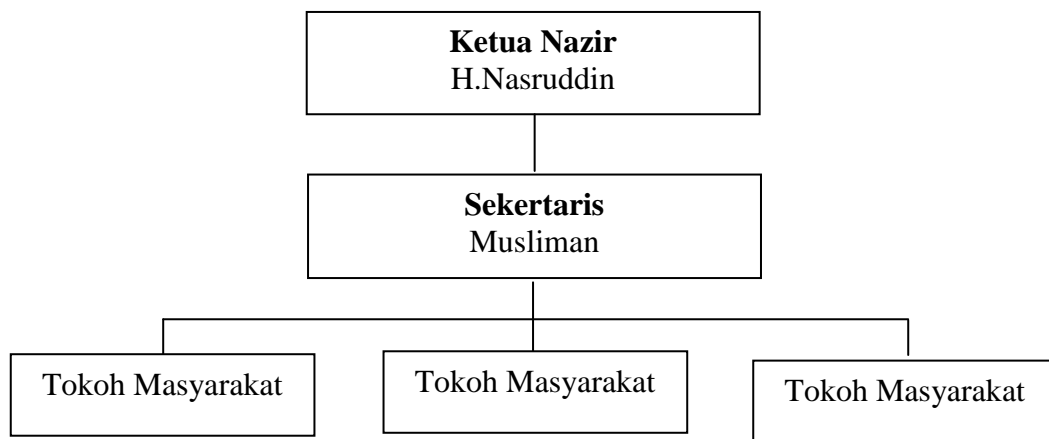 Ketua Nazir
H.Nasruddin
Sekertaris
Musliman
Tokoh Masyarakat
Tokoh Masyarakat
Tokoh Masyarakat